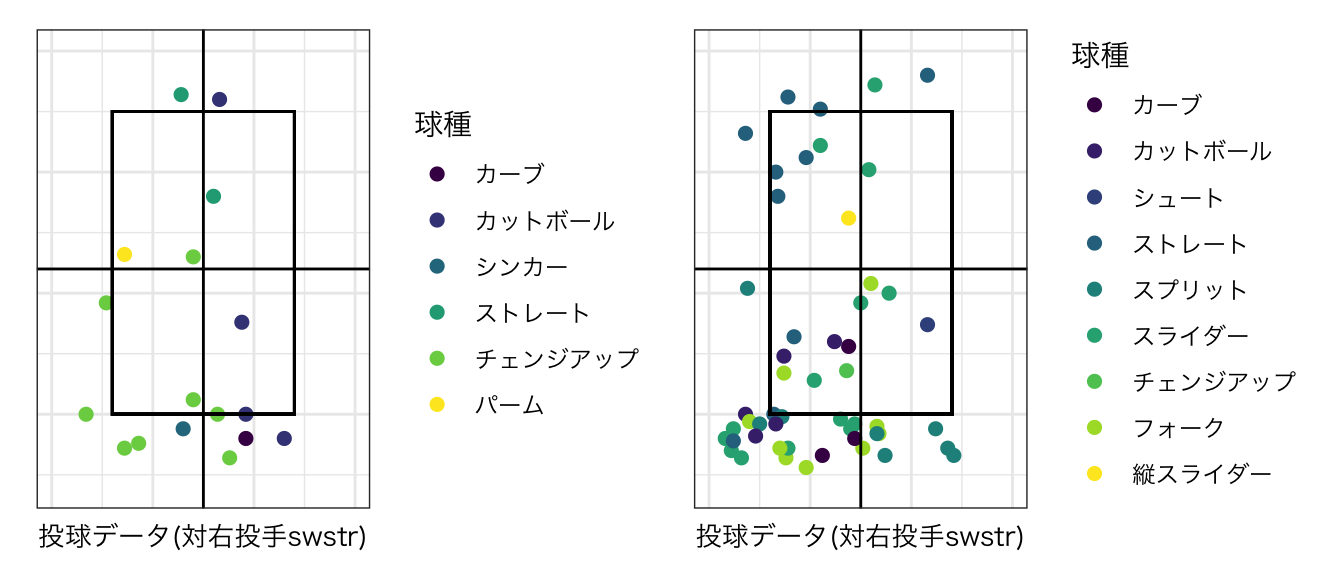 球種
カーブ
カットボール
シンカー
ストレート
チェンジアップ
パーム
投球データ(対右投手swstr)
球種
カーブ
カットボール
シュート
ストレート
スプリット
スライダー
チェンジアップ
フォーク
縦スライダー
投球データ(対右投手swstr)